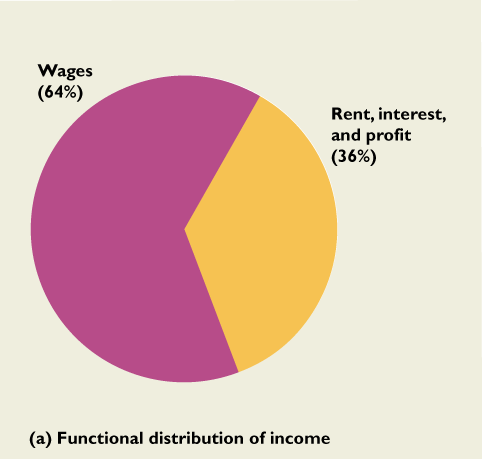 Wages
(64%)
Rent, interest,
and profit
(36%)
(a) Functional distribution of income